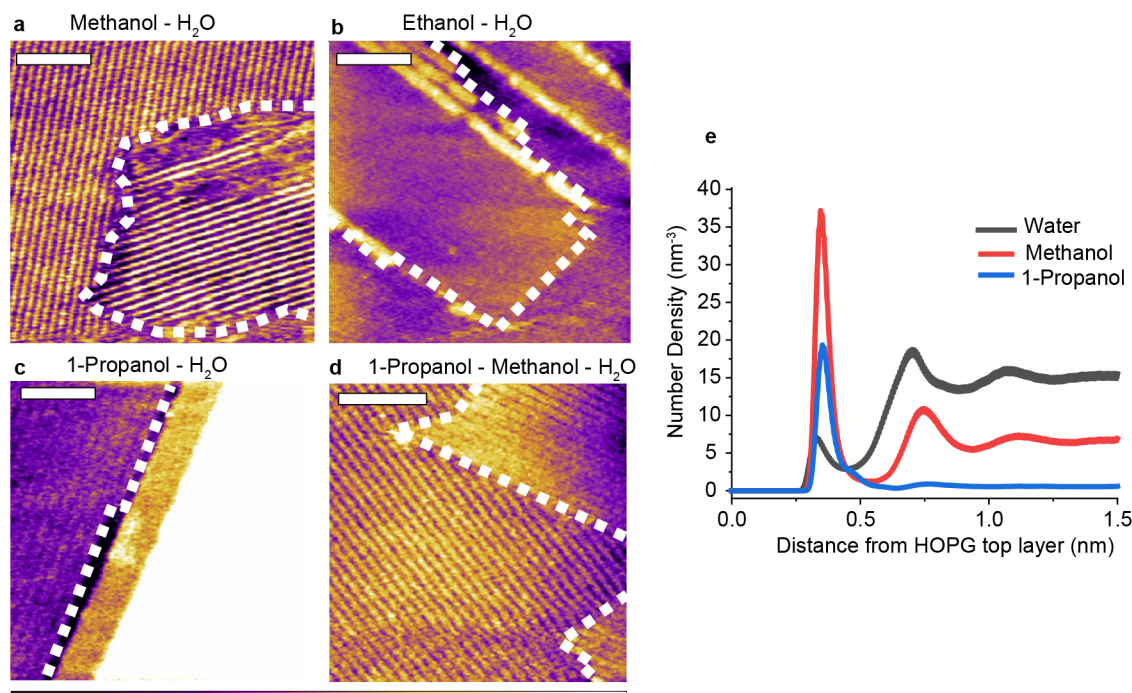 a Methanol - H₂O
b Ethanol - H₂O
c 1-Propanol - H₂O
d 1-Propanol - Methanol - H₂O
e
40
35
30
25
20
15
10
5
0
Number Density (nm⁻³)
Water
Methanol
1-Propanol
0.0 0.5 1.0 1.5
Distance from HOPG top layer (nm)